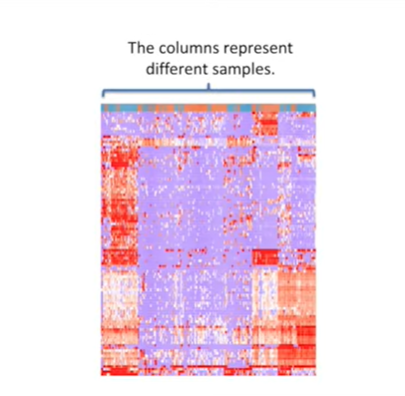 The columns represent
different samples.